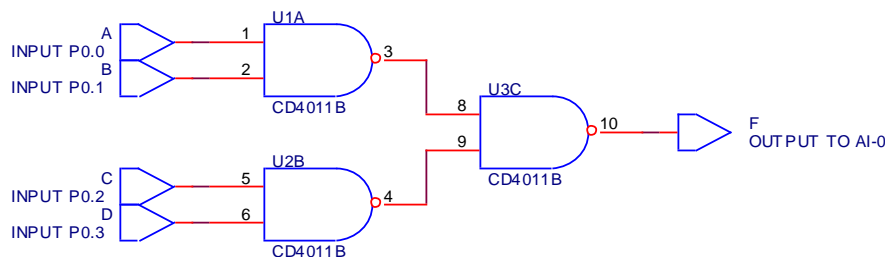 A
INPUT P0.0
B
INPUT P0.1
1
2
U1A
CD4011B
3
C
INPUT P0.2
D
INPUT P0.3
5
6
U2B
CD4011B
4
8
9
U3C
CD4011B
10
F
OUTPUT TO AI-0